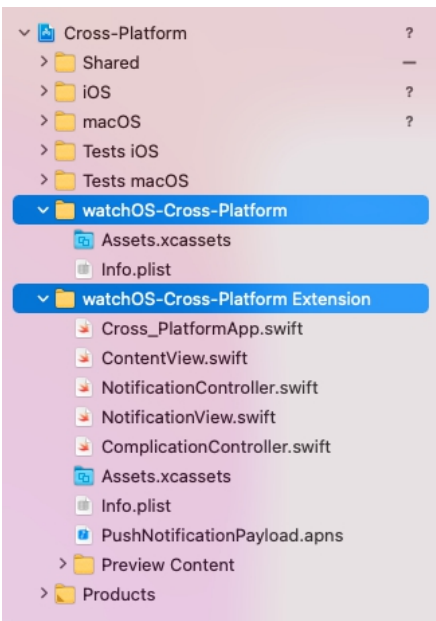 Cross-Platform ?
Shared –
iOS ?
macOS ?
Tests iOS
Tests macOS
watchOS-Cross-Platform
Assets.xcassets
Info.plist
watchOS-Cross-Platform Extension
Cross_PlatformApp.swift
ContentView.swift
NotificationController.swift
NotificationView.swift
ComplicationController.swift
Assets.xcassets
Info.plist
PushNotificationPayload.apns
Preview Content
Products